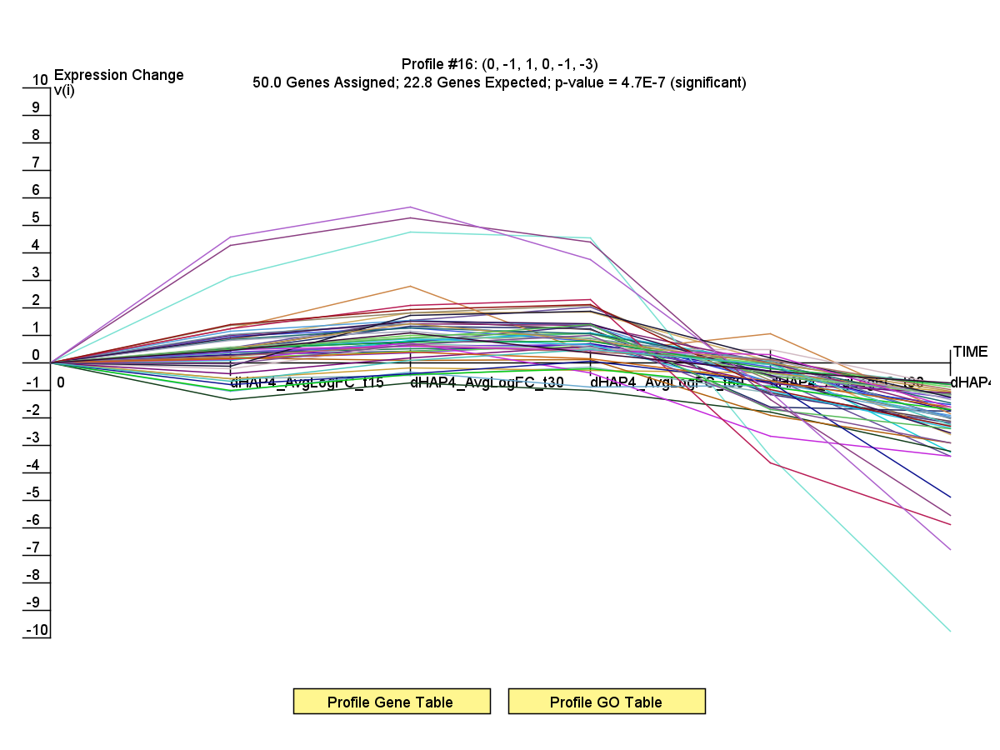 Profile #16: (0, -1, 1, 0, -1, -3)
50.0 Genes Assigned; 22.8 Genes Expected; p-value = 4.7E-7 (significant)
Expression Change
v(i)
10
9
8
7
6
5
4
3
2
1
0
-1
-2
-3
-4
-5
-6
-7
-8
-9
-10
TIME
0
dHAP4_AvgLogFC_t15
dHAP4_AvgLogFC_t30
dHAP4_AvgLogFC_t60
dHAP4
Profile Gene Table
Profile GO Table